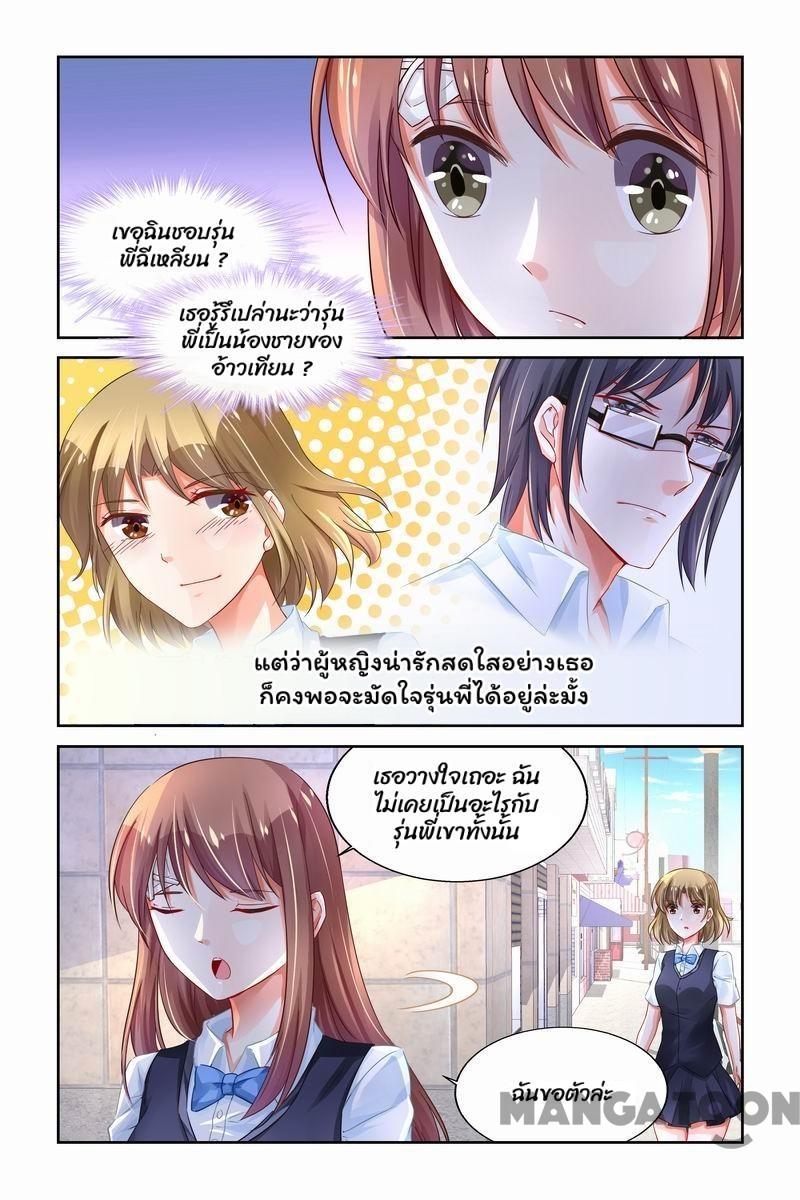 เขอฉินชอบรุ่น
พี่ฉีเหลียน ?
เธอรู้รึเปล่านะว่ารุ่น
พี่เป็นน้องชายของ
อ้าวเทียน ?
แต่ว่าผู้หญิงน่ารักสดใสอย่างเธอ
ก็คงพอจะมัดใจรุ่นพี่ได้อยู่ล่ะมั้ง
เธอวางใจเถอะ ฉัน
ไม่เคยเป็นอะไรกับ
รุ่นพี่เขาทั้งนั้น
ฉันขอตัวล่ะ
MANGATOON